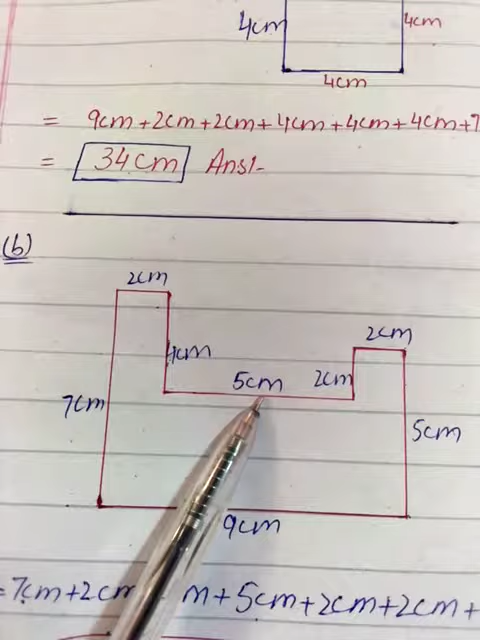 4cm 4cm
4cm
= 9cm+2cm+2cm+4cm+4cm+4cm+
= 34cm Ans:-
(b)
2cm
2cm
4cm
5cm 2cm
7cm
5cm
9cm
=7cm+2cm m+5cm+2cm+2cm+